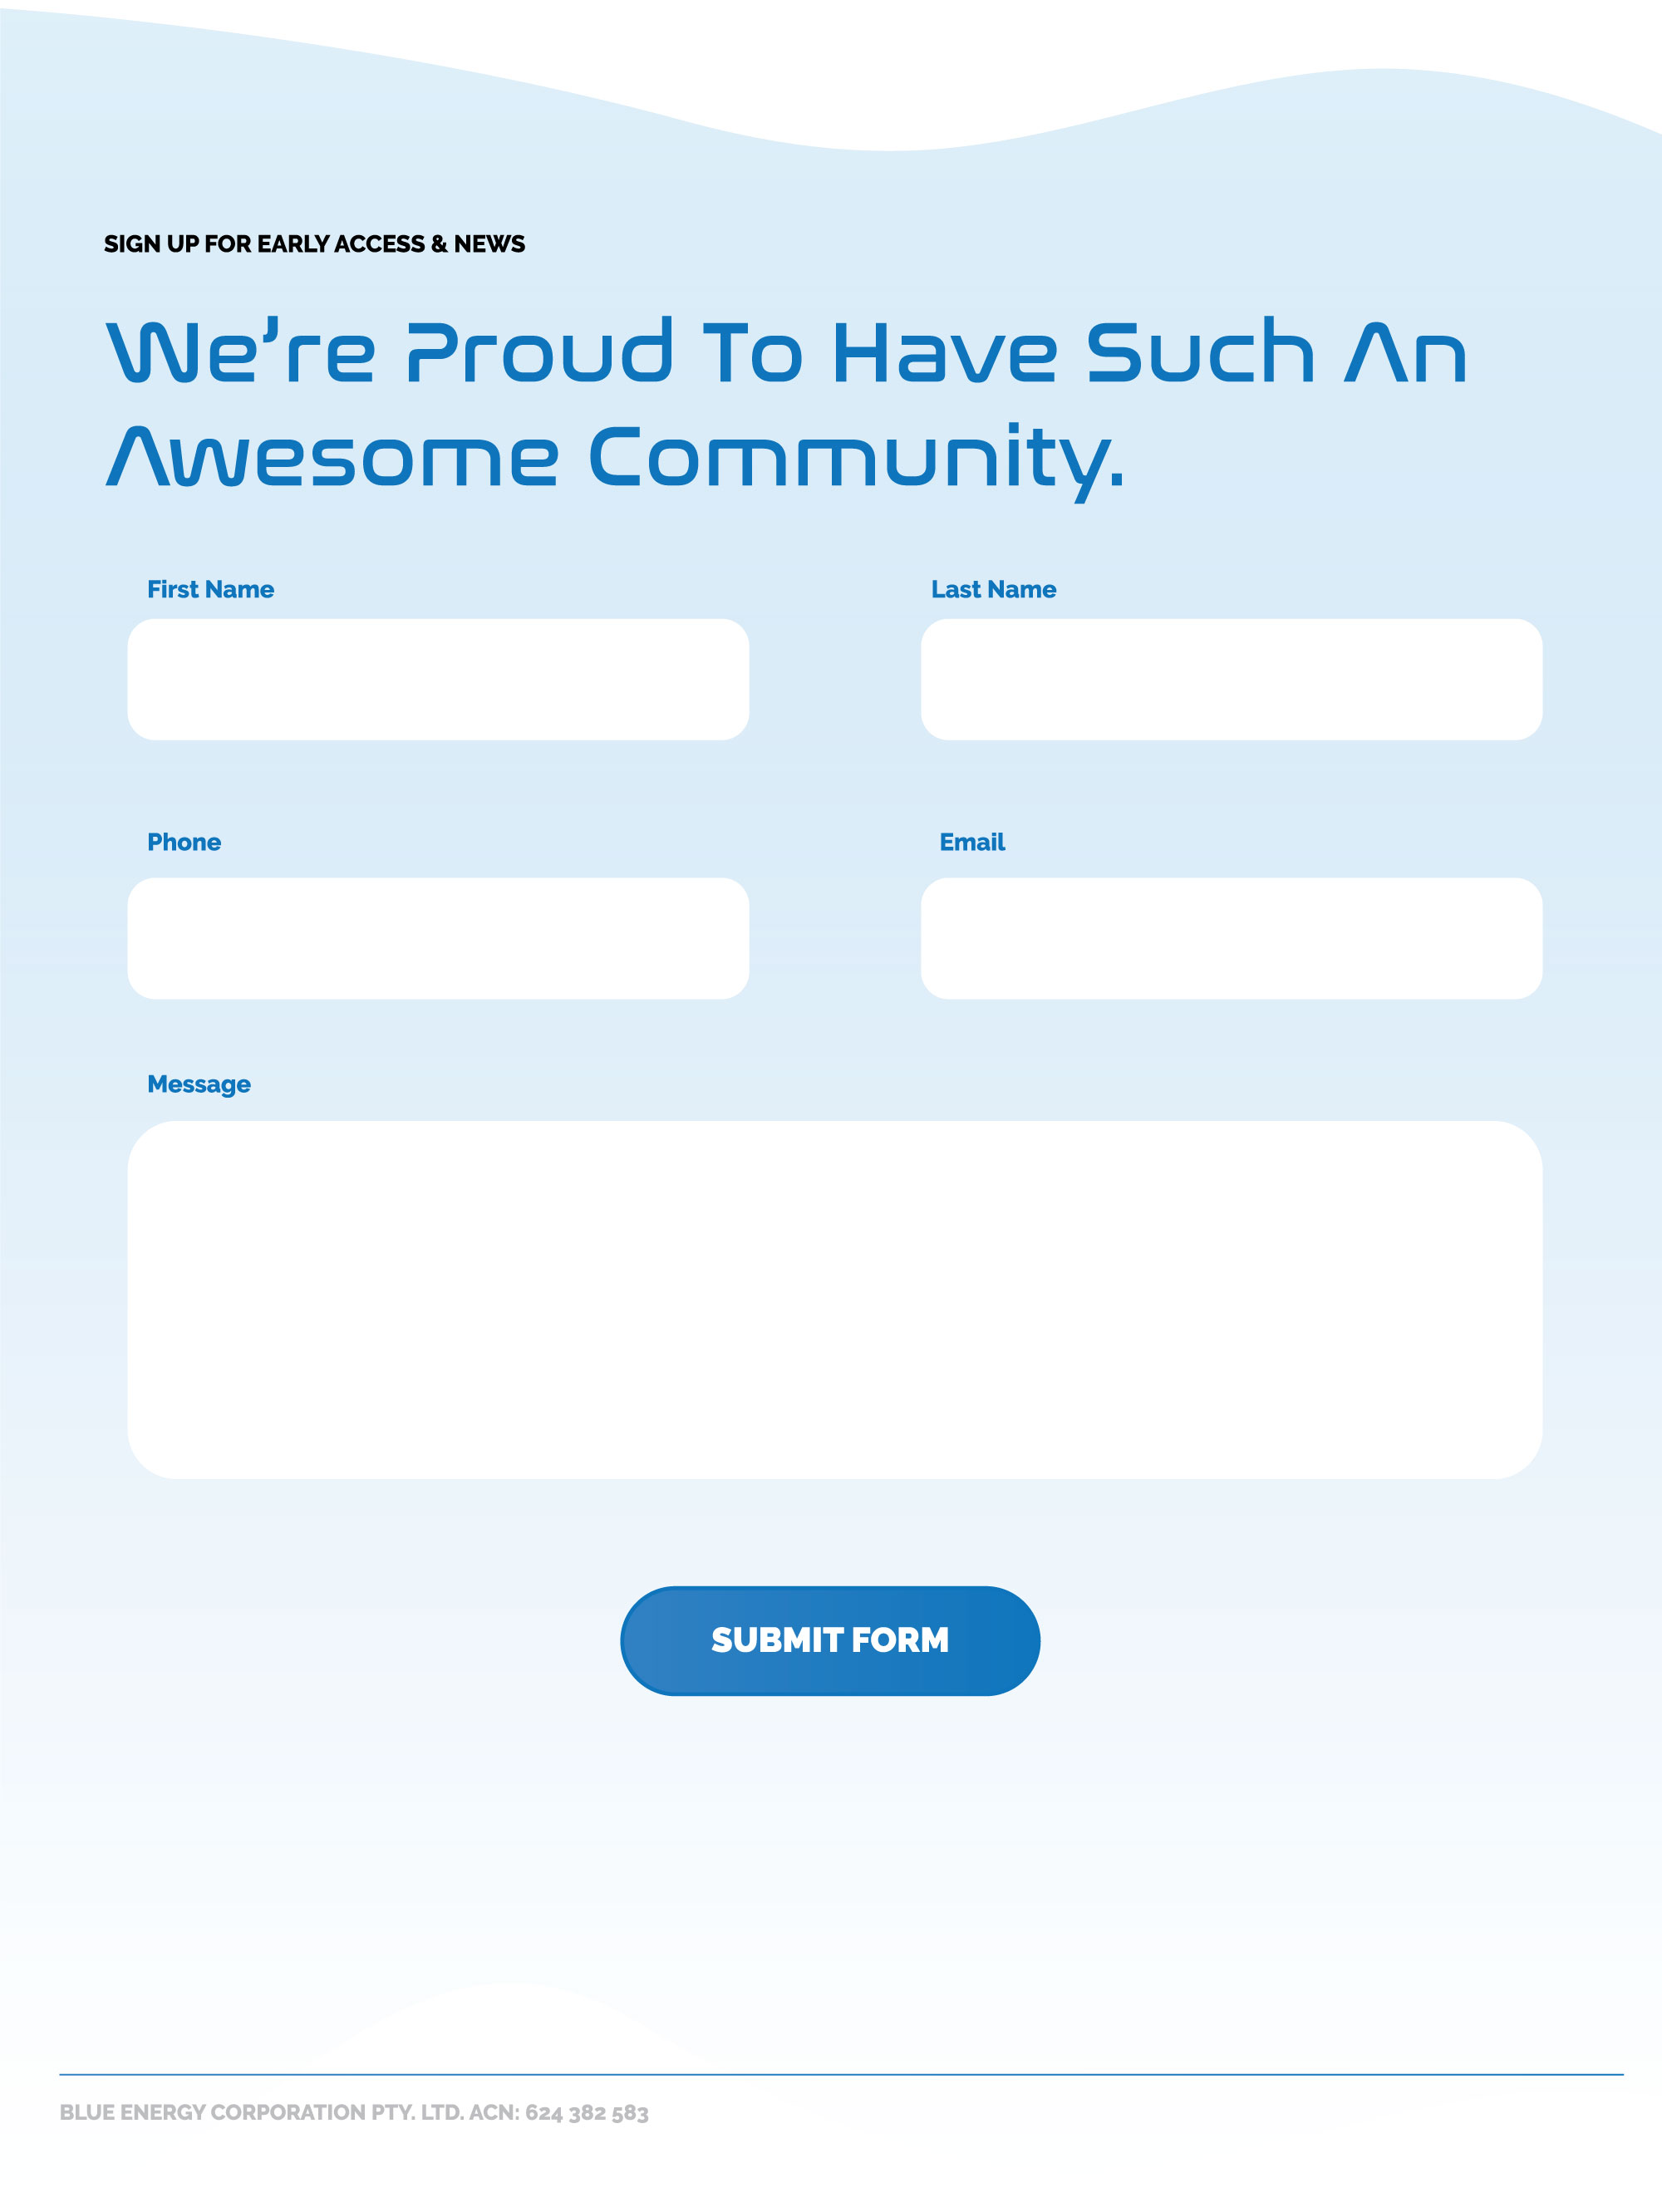 SIGN UP FOR EARLY ACCESS & NEWS
We’re Proud To Have Such An
Awesome Community.
First Name
Last Name
Phone
Email
Message
SUBMIT FORM
BLUE ENERGY CORPORATION PTY. LTD. ACN: 624 382 583